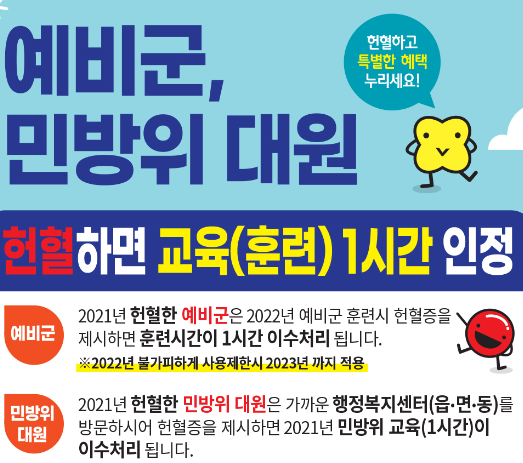 헌혈하고
특별한 혜택
누리세요!
예비군,
민방위 대원
헌혈하면 교육(훈련) 1시간 인정
예비군
2021년 헌혈한 예비군은 2022년 예비군 훈련시 헌혈증을
제시하면 훈련시간이 1시간 이수처리 됩니다.
※2022년 불가피하게 사용제한시 2023년 까지 적용
민방위
대원
2021년 헌혈한 민방위 대원은 가까운 행정복지센터(읍·면·동)를
방문하시어 헌혈증을 제시하면 2021년 민방위 교육(1시간)이
이수처리 됩니다.